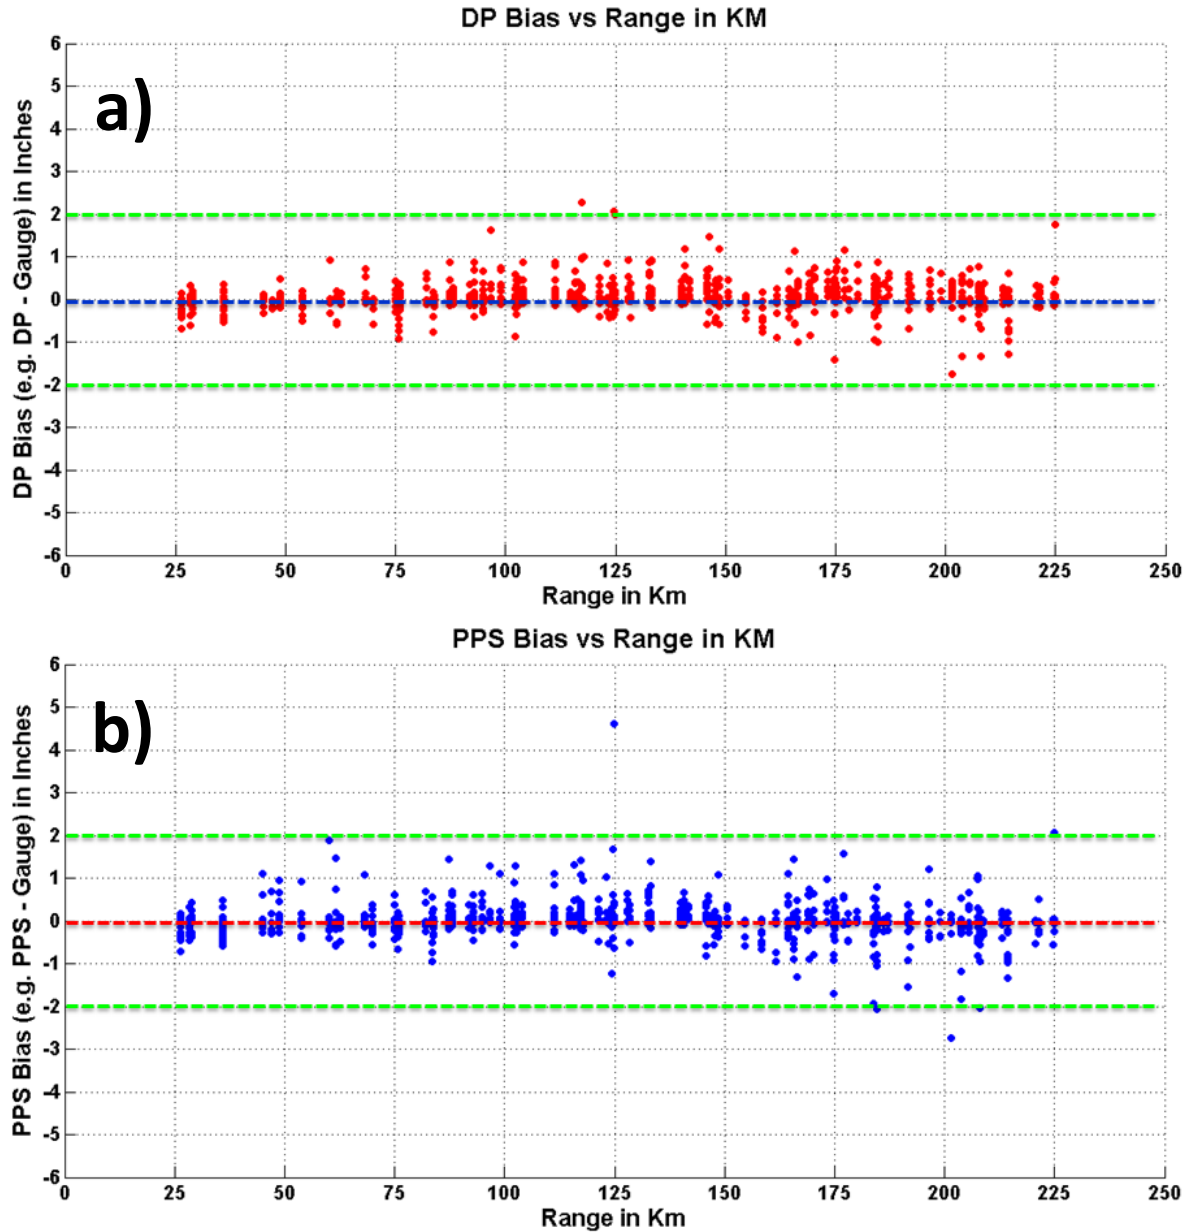 DP Bias vs Range in KM
a)
DP Bias (e.g. DP - Gauge) in Inches
6
5
4
3
2
1
0
-1
-2
-3
-4
-5
-6
0 25 50 75 100 125 150 175 200 225 250
Range in Km
PPS Bias vs Range in KM
b)
PPS Bias (e.g. PPS - Gauge) in Inches
6
5
4
3
2
1
0
-1
-2
-3
-4
-5
-6
0 25 50 75 100 125 150 175 200 225 250
Range in Km